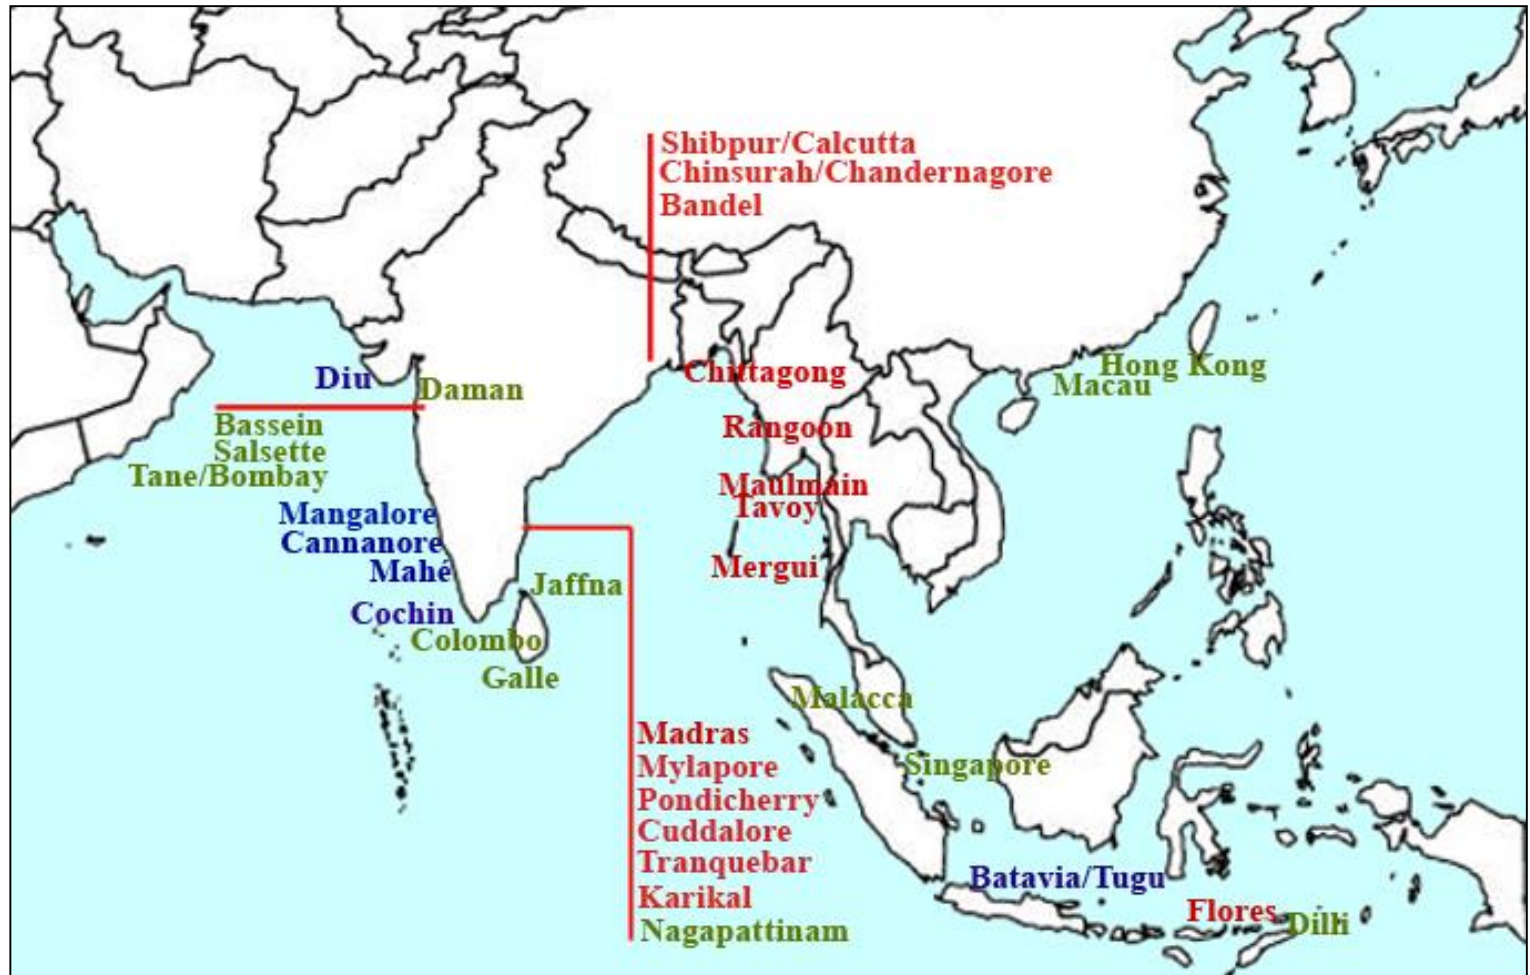 Shibpur/Calcutta
Chinsurah/Chandernagore
Bandel
Diu
Daman
Chittagong
Hong Kong
Macau
Bassein
Salsette
Tane/Bombay
Rangoon
Maulmain
Tavoy
Mangalore
Cannanore
Mahé
Mergui
Jaffna
Cochin
Colombo
Galle
Malacca
Madras
Mylapore
Singapore
Pondicherry
Cuddalore
Tranquebar
Karikal
Nagapattinam
Batavia/Tugu
Flores
Dilli